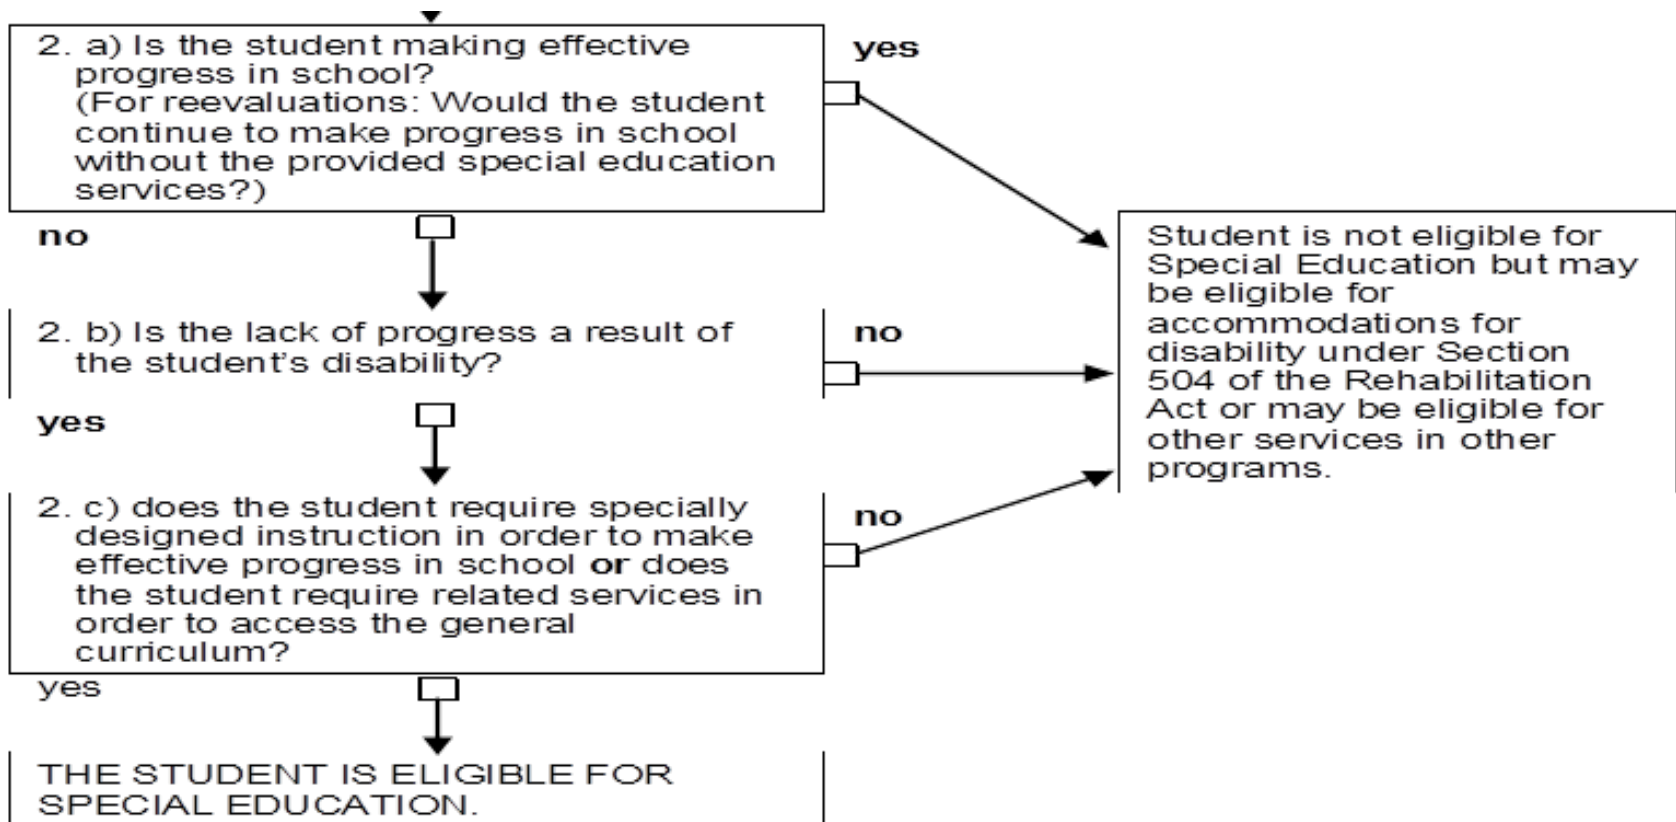 2. a) Is the student making effective
progress in school?
(For reevaluations: Would the student
continue to make progress in school
without the provided special education
services?)
yes
no
2. b) Is the lack of progress a result of
the student’s disability?
no
yes
2. c) does the student require specially
designed instruction in order to make
effective progress in school or does
the student require related services in
order to access the general
curriculum?
no
yes
THE STUDENT IS ELIGIBLE FOR
SPECIAL EDUCATION.
Student is not eligible for
Special Education but may
be eligible for
accommodations for
disability under Section
504 of the Rehabilitation
Act or may be eligible for
other services in other
programs.